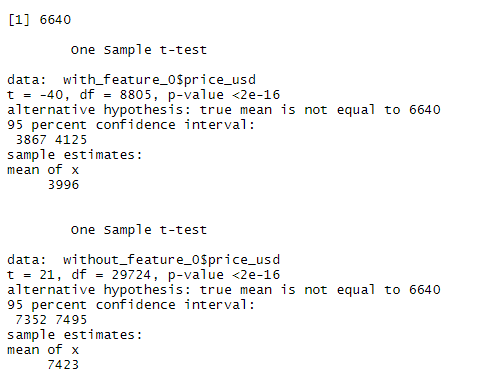 [1] 6640
One Sample t-test
data:  with_feature_0$price_usd
t = -40, df = 8805, p-value <2e-16
alternative hypothesis: true mean is not equal to 6640
95 percent confidence interval:
3867 4125
sample estimates:
mean of x
3996
One Sample t-test
data:  without_feature_0$price_usd
t = 21, df = 29724, p-value <2e-16
alternative hypothesis: true mean is not equal to 6640
95 percent confidence interval:
7352 7495
sample estimates:
mean of x
7423